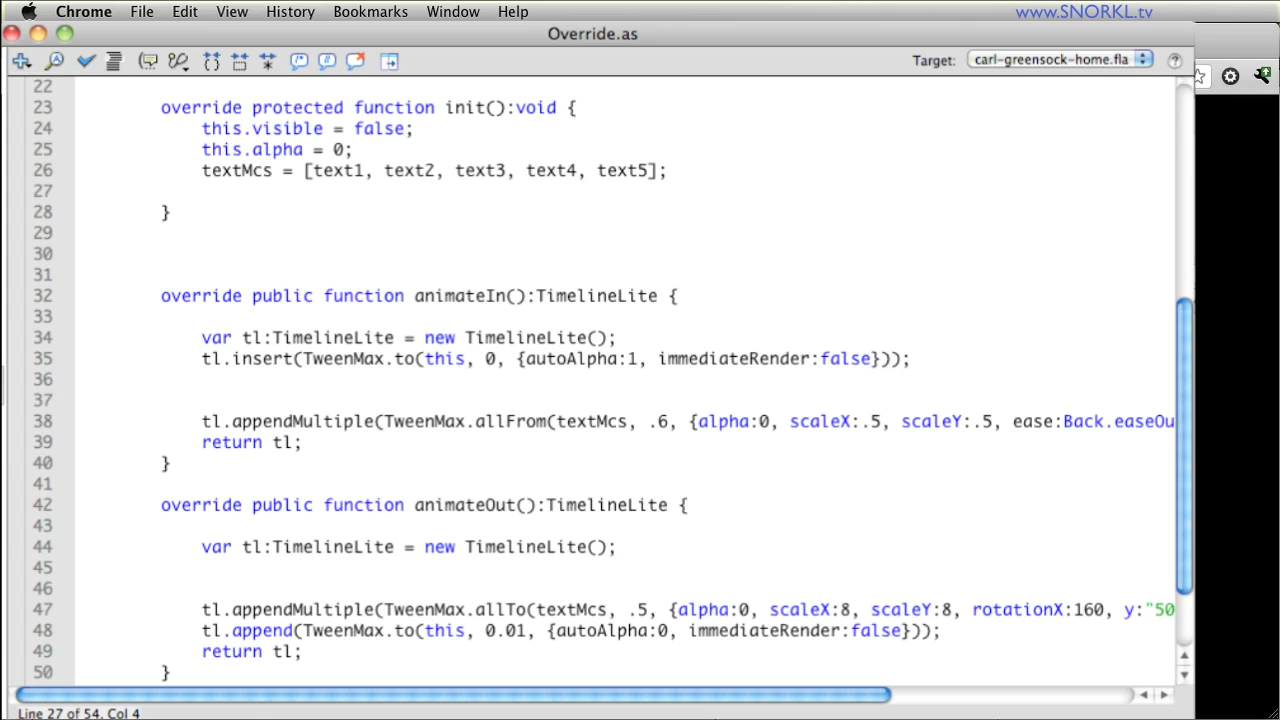 Chrome File Edit View History Bookmarks Window Help www.SNORKL.tv
Override.as
Target: carl-greensock-home.fla ?
22
23 override protected function init():void {
24 this.visible = false;
25 this.alpha = 0;
26 textMcs = [text1, text2, text3, text4, text5];
27
28 }
29
30
31
32 override public function animateIn():TimelineLite {
33
34 var tl:TimelineLite = new TimelineLite();
35 tl.insert(TweenMax.to(this, 0, {autoAlpha:1, immediateRender:false}));
36
37
38 tl.appendMultiple(TweenMax.allFrom(textMcs, .6, {alpha:0, scaleX:.5, scaleY:.5, ease:Back.easeOu
39 return tl;
40 }
41
42 override public function animateOut():TimelineLite {
43
44 var tl:TimelineLite = new TimelineLite();
45
46
47 tl.appendMultiple(TweenMax.allTo(textMcs, .5, {alpha:0, scaleX:8, scaleY:8, rotationX:160, y:"50
48 tl.append(TweenMax.to(this, 0.01, {autoAlpha:0, immediateRender:false}));
49 return tl;
50 }
Line 27 of 54, Col 4